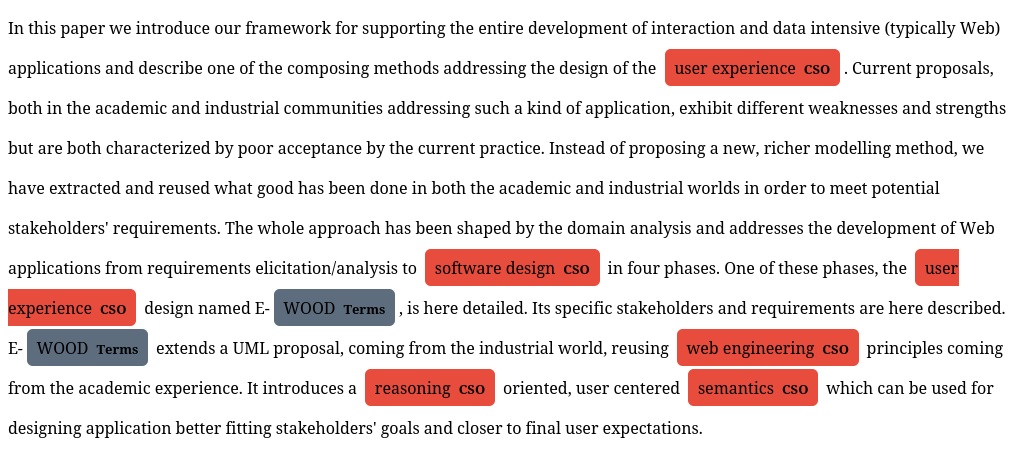 In this paper we introduce our framework for supporting the entire development of interaction and data intensive (typically Web)
applications and describe one of the composing methods addressing the design of the user experience CSO . Current proposals,
both in the academic and industrial communities addressing such a kind of application, exhibit different weaknesses and strengths
but are both characterized by poor acceptance by the current practice. Instead of proposing a new, richer modelling method, we
have extracted and reused what good has been done in both the academic and industrial worlds in order to meet potential
stakeholders' requirements. The whole approach has been shaped by the domain analysis and addresses the development of Web
applications from requirements elicitation/analysis to software design CSO in four phases. One of these phases, the user
experience CSO design named E- WOOD Terms , is here detailed. Its specific stakeholders and requirements are here described.
E- WOOD Terms extends a UML proposal, coming from the industrial world, reusing web engineering CSO principles coming
from the academic experience. It introduces a reasoning CSO oriented, user centered semantics CSO which can be used for
designing application better fitting stakeholders' goals and closer to final user expectations.